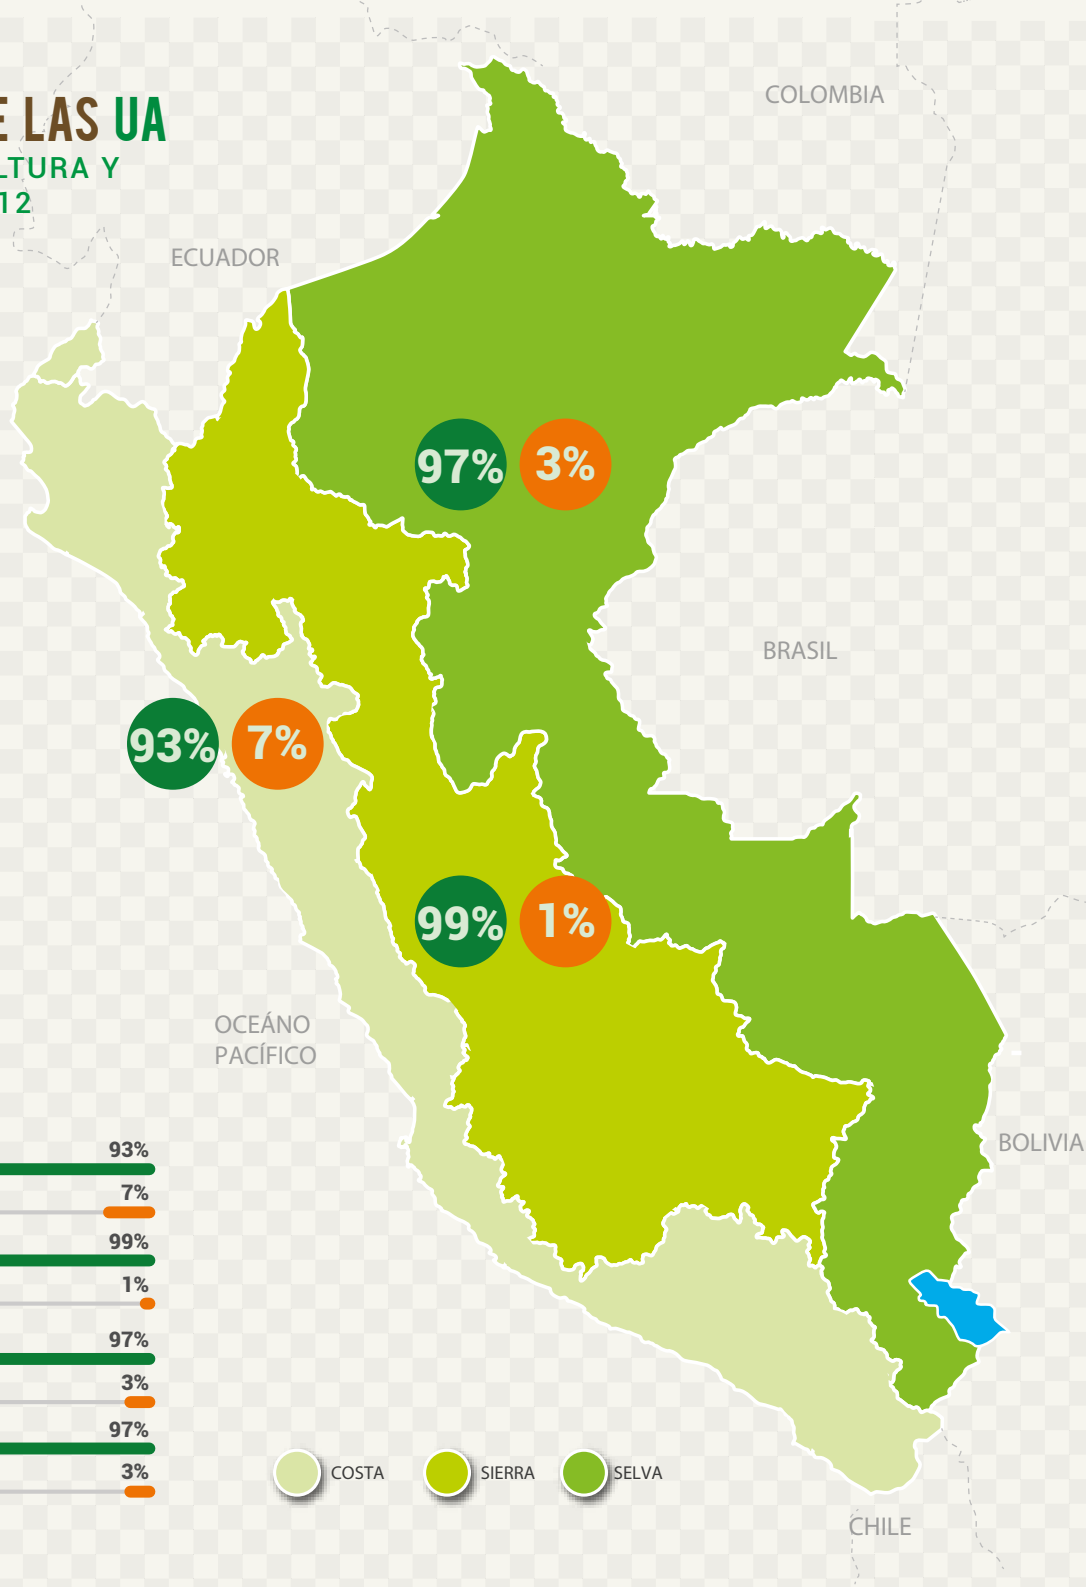 E LAS UA
LTURA Y
12
COLOMBIA
ECUADOR
97% 3%
BRASIL
93% 7%
99% 1%
OCEÁNO
PACÍFICO
BOLIVIA
93%
7%
99%
1%
97%
3%
97%
3%
COSTA SIERRA SELVA
CHILE